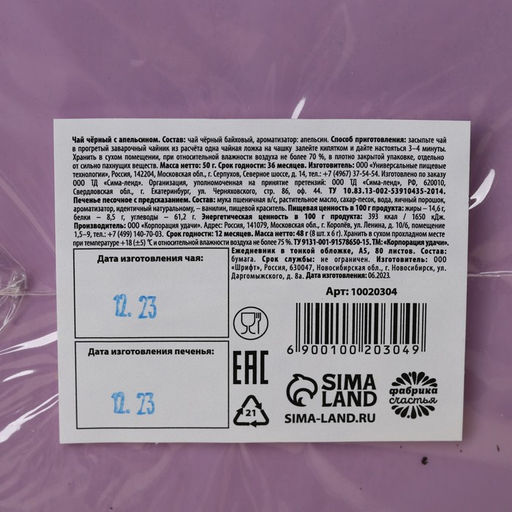 Чай чёрный с апельсином. Состав: чай чёрный байховый, ароматизатор: апельсин. Способ приготовления: засыпьте чай
в прогретый заварочный чайник из расчёта одна чайная ложка на чашку залейте кипятком и дайте настояться 3–4 минуты.
Хранить в сухом помещении, при относительной влажности воздуха не более 70 %, в плотно закрытой упаковке, отдельно
от сильно пахнущих веществ. Масса нетто: 50 г. Срок годности: 36 месяцев. Изготовитель: ООО «Универсальные пищевые
технологии», Россия, 142204, Московская обл., г. Серпухов, Северное шоссе, д. 14, тел.: +7 (4967) 37-54-54. Изготовлено по заказу
ООО ТД «Сима-ленд». Организация, уполномоченная на принятие претензий: ООО ТД «Сима-ленд», РФ, 620010,
Свердловская обл., г. Екатеринбург, ул. Черняховского, стр. 86, оф. 44. ТУ 10.83.13-002-53910435-2014.
Печенье песочное с предсказанием. Состав: мука пшеничная в/с, растительное масло, сахар-песок, вода, яичный порошок,
ароматизатор, идентичный натуральному, – ванилин, пищевой краситель. Пищевая ценность в 100 г продукта: жиры – 14,6 г,
белки – 8,5 г, углеводы – 61,2 г. Энергетическая ценность в 100 г продукта: 393 ккал / 1650 кДж.
Изготовитель: ООО «Корпорация удачи». Адрес: Россия, 141079, Московская обл., г. Королёв, ул. Ленина, д. 10/6, помещение
1,5–9, тел.: +7 (499) 140-70-03. Срок годности: 12 месяцев. Масса нетто: 48 г (8 шт. х 6 г). Хранить в сухом прохладном месте
при температуре +18 (±5) °С и относительной влажности воздуха не более 75 %. ТУ 9131-001-91578650-15. ТМ: «Корпорация удачи».
Ежедневник в тонкой обложке, А5, 80 листов. Состав:
бумага. Срок службы: не ограничен. Изготовитель: ООО
«Шрифт», Россия, 630047, Новосибирская обл., г. Новосибирск, ул.
Даргомыжского, д. 8а. Дата изготовления: 06.2023.
Дата изготовления чая:
12. 23
Дата изготовления печенья:
12. 23
Арт: 10020304
6 900100 203049
EAC
21
SIMA
LAND
SIMA-LAND.RU
фабрика
счастья